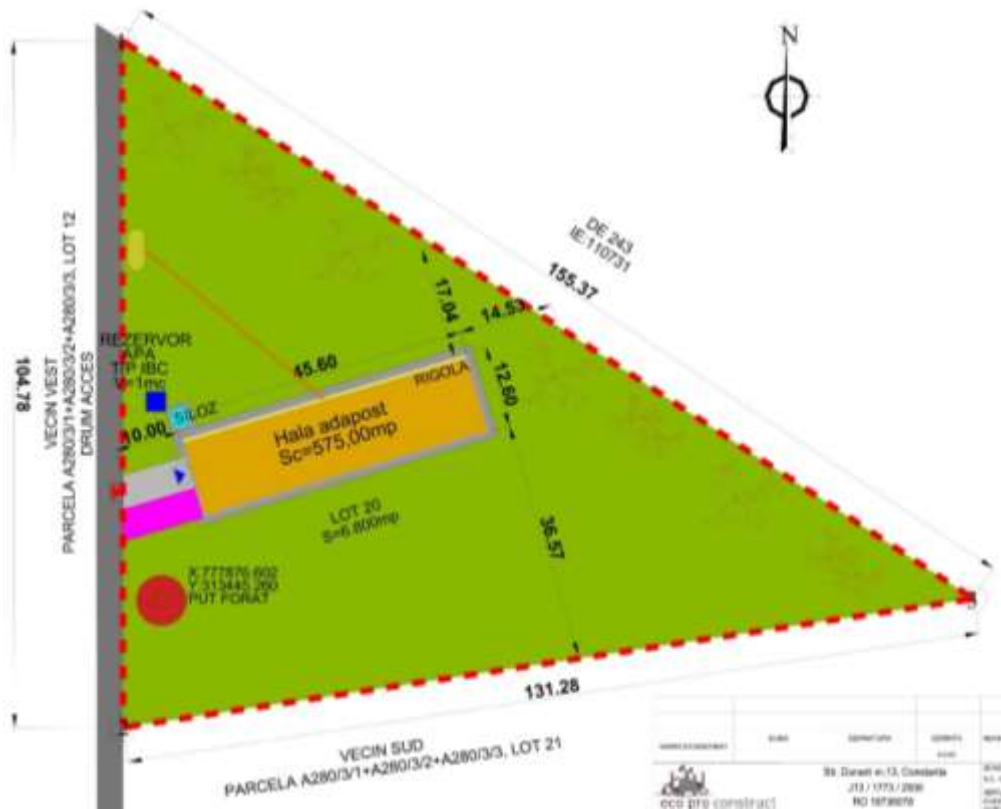 N
DE 243
IE:110731
155.37
104.78
VECIN VEST
PARCELA A280/3/1+A280/3/2+A280/3/3, LOT 12
DRUM ACCES
17.04
14.53
REZERVOR
APA
TIP IBC
V=1mc
45.60
12.60
RIGOLA
SILOZ
10.00
Hala adapost
Sc=575,00mp
LOT 20
S=6.800mp
36.57
PUT FORAT
131.28
VECIN SUD
PARCELA A280/3/1+A280/3/2+A280/3/3, LOT 21
eco pro construct